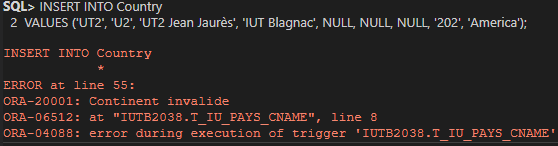 SQL> INSERT INTO Country
2 VALUES ('UT2', 'U2', 'UT2 Jean Jaurès', 'IUT Blagnac', NULL, NULL, NULL, '202', 'America');
INSERT INTO Country
*
ERROR at line 55:
ORA-20001: Continent invalide
ORA-06512: at "IUTB2038.T_IU_PAYS_CNAME", line 8
ORA-04088: error during execution of trigger 'IUTB2038.T_IU_PAYS_CNAME'